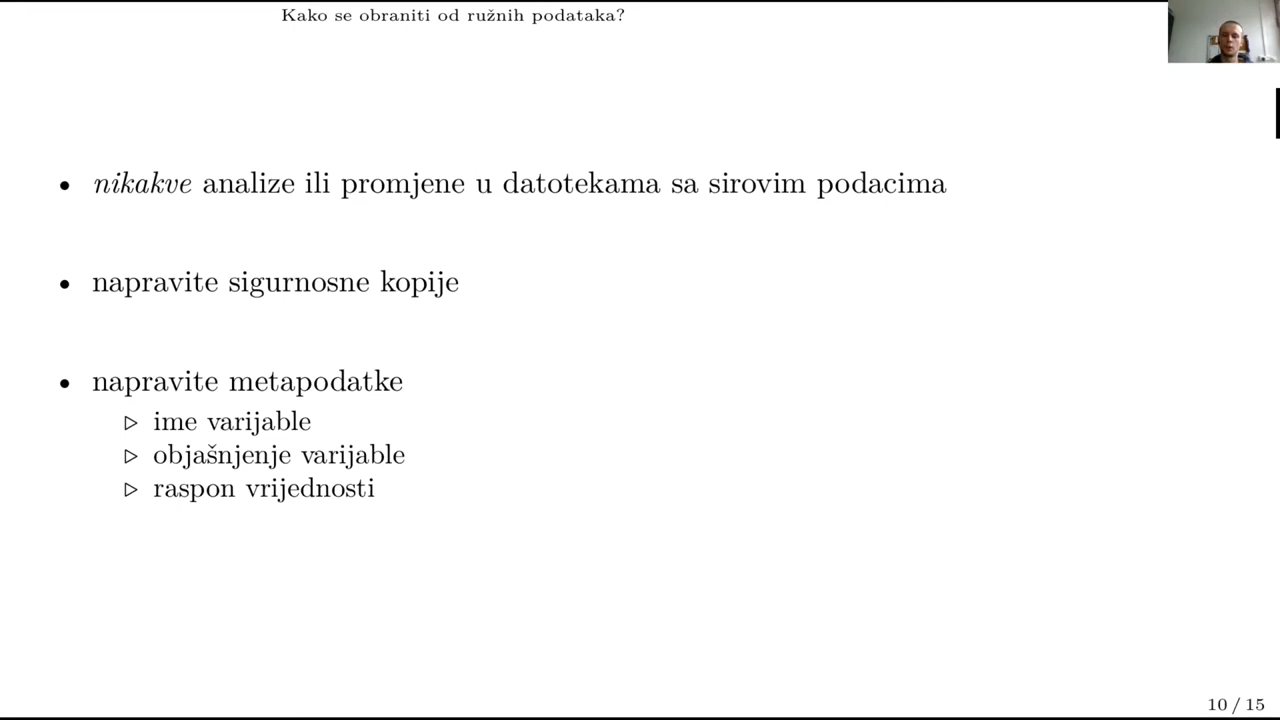 Kako se obraniti od ružnih podataka?
• nikakve analize ili promjene u datotekama sa sirovim podacima
• napravite sigurnosne kopije
• napravite metapodatke
▷ ime varijable
▷ objašnjenje varijable
▷ raspon vrijednosti
10 / 15